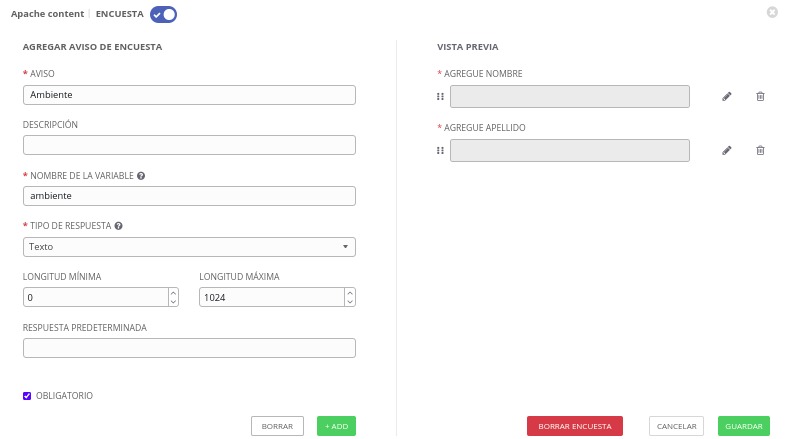 Apache content | ENCUESTA
AGREGAR AVISO DE ENCUESTA
* AVISO
Ambiente
DESCRIPCIÓN
* NOMBRE DE LA VARIABLE ?
ambiente
* TIPO DE RESPUESTA ?
Texto
LONGITUD MÍNIMA LONGITUD MÁXIMA
0 1024
RESPUESTA PREDETERMINADA
OBLIGATORIO
BORRAR + ADD
VISTA PREVIA
* AGREGUE NOMBRE
* AGREGUE APELLIDO
BORRAR ENCUESTA CANCELAR GUARDAR